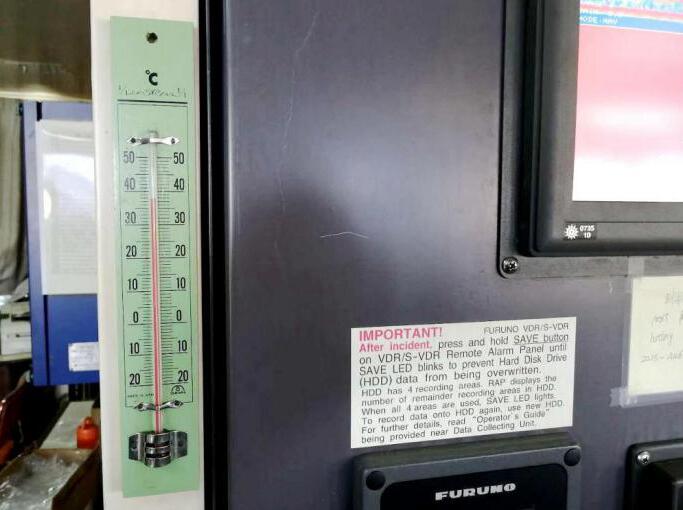 °C
50 50
40 40
30 30
20 20
10 10
0 0
10 10
20 20
MODE:NAV
0735
1D
IMPORTANT! FURUNO VDR/S-VDR
After incident, press and hold SAVE button
on VDR/S-VDR Remote Alarm Panel until
SAVE LED blinks to prevent Hard Disk Drive
(HDD) data from being overwritten.
HDD has 4 recording areas. RAP displays the
number of remainder recording areas in HDD.
When all 4 areas are used, SAVE LED lights.
To record data onto HDD again, use new HDD.
For further details, read "Operator's Guide"
being provided near Data Collecting Unit.
FURUNO